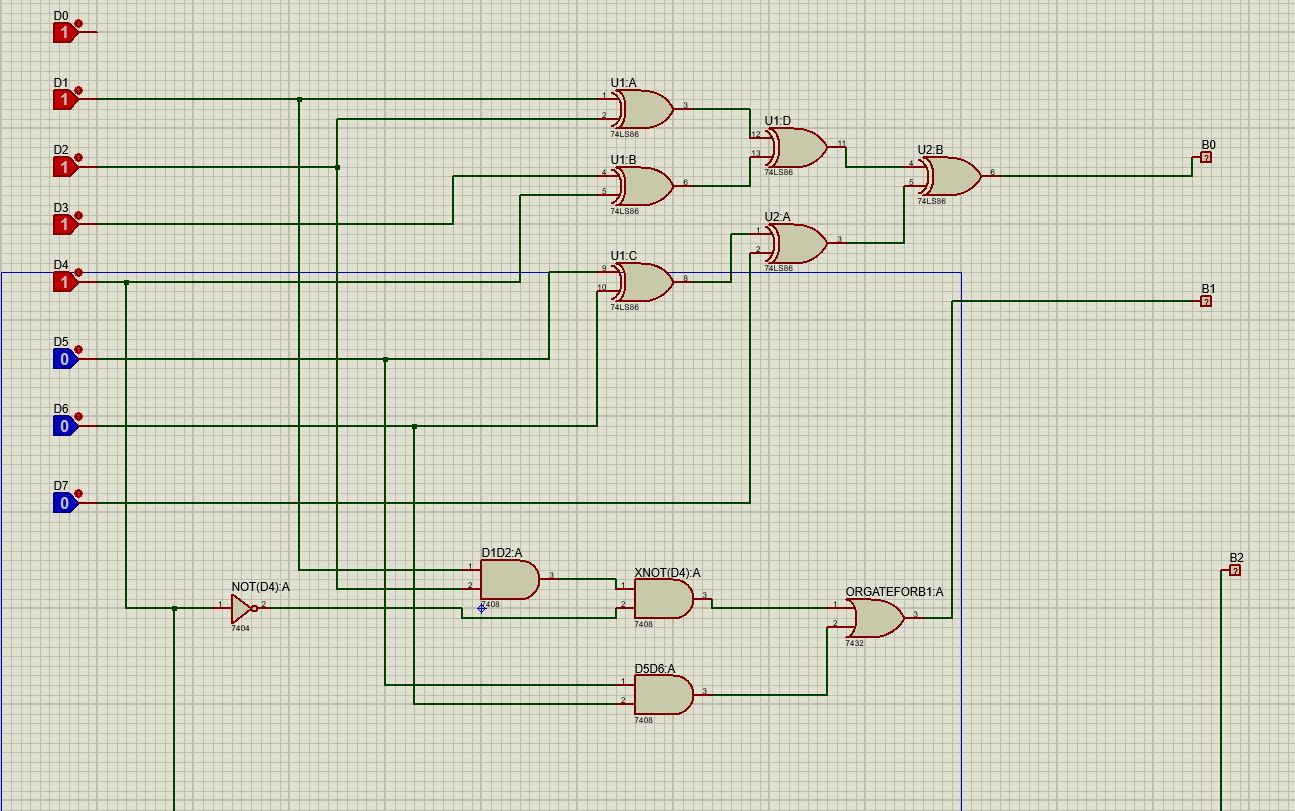 D0
1
D1
1
U1:A
1
2
3
74LS86
U1:D
12
13
11
74LS86
D2
1
U1:B
4
5
6
74LS86
U2:B
4
5
6
74LS86
B0
?
D3
1
U2:A
1
2
3
74LS86
D4
1
U1:C
9
10
8
74LS86
B1
?
D5
0
D6
0
D7
0
D1D2:A
1
2
3
7408
XNOT(D4):A
1
2
3
7408
B2
?
NOT(D4):A
1
2
7404
ORGATEFORB1:A
1
2
3
7432
D5D6:A
1
2
3
7408